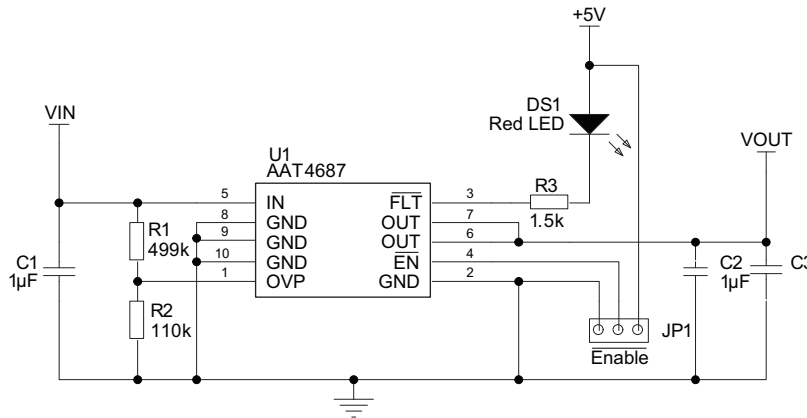 +5V
VIN
DS1
Red LED
VOUT
U1
AAT4687
5
IN
8
GND
9
GND
10
GND
1
OVP
FLT
3
OUT
7
OUT
6
EN
4
GND
2
R3
1.5k
R1
499k
C1
1µF
R2
110k
C2
1µF
C3
JP1
Enable